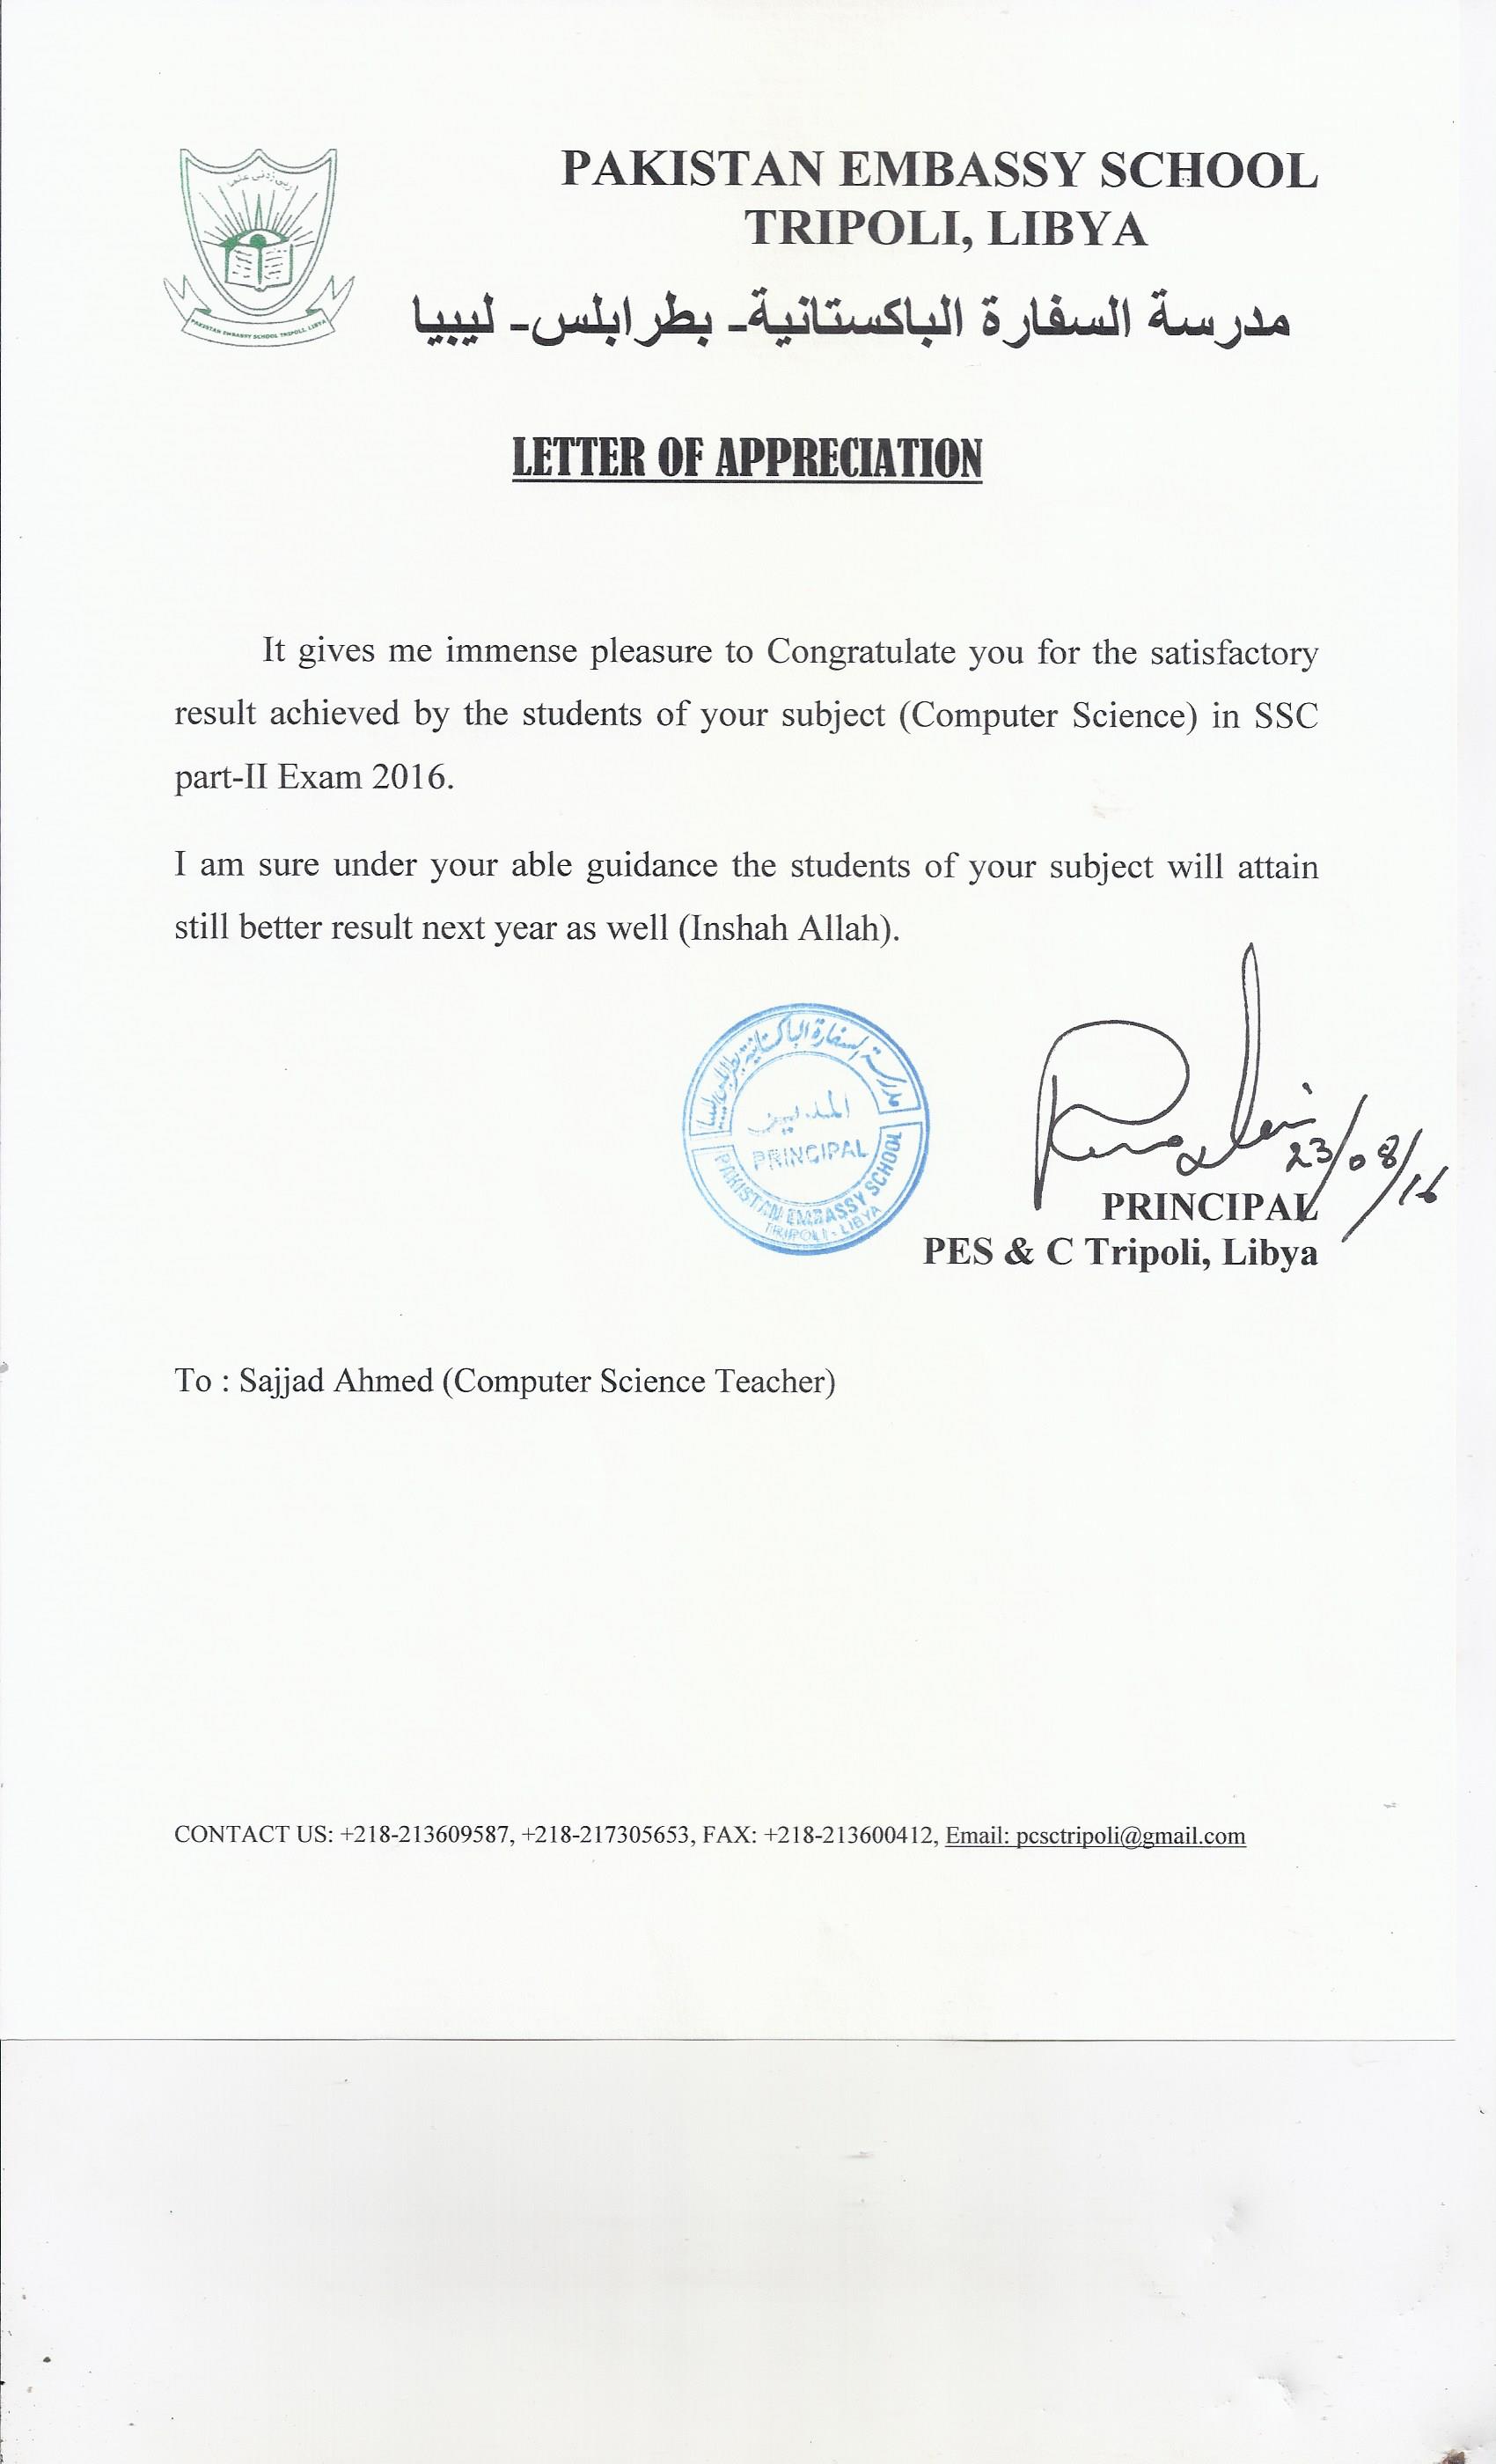 رب زدني علمي
PAKISTAN EMBASSY SCHOOL TRIPOLI, LIBYA
PAKISTAN EMBASSY SCHOOL
TRIPOLI, LIBYA
مدرسة السفارة الباكستانية- بطرابلس- ليبيا
LETTER OF APPRECIATION
It gives me immense pleasure to Congratulate you for the satisfactory
result achieved by the students of your subject (Computer Science) in SSC
part-II Exam 2016.
I am sure under your able guidance the students of your subject will attain
still better result next year as well (Inshah Allah).
مدرسة السفارة الباكستانية بطرابلس ليبيا
المدير
PRINCIPAL
PAKISTAN EMBASSY SCHOOL
TRIPOLI - LIBYA
23/08/16
PRINCIPAL
PES & C Tripoli, Libya
To : Sajjad Ahmed (Computer Science Teacher)
CONTACT US: +218-213609587, +218-217305653, FAX: +218-213600412, Email: pcsctripoli@gmail.com